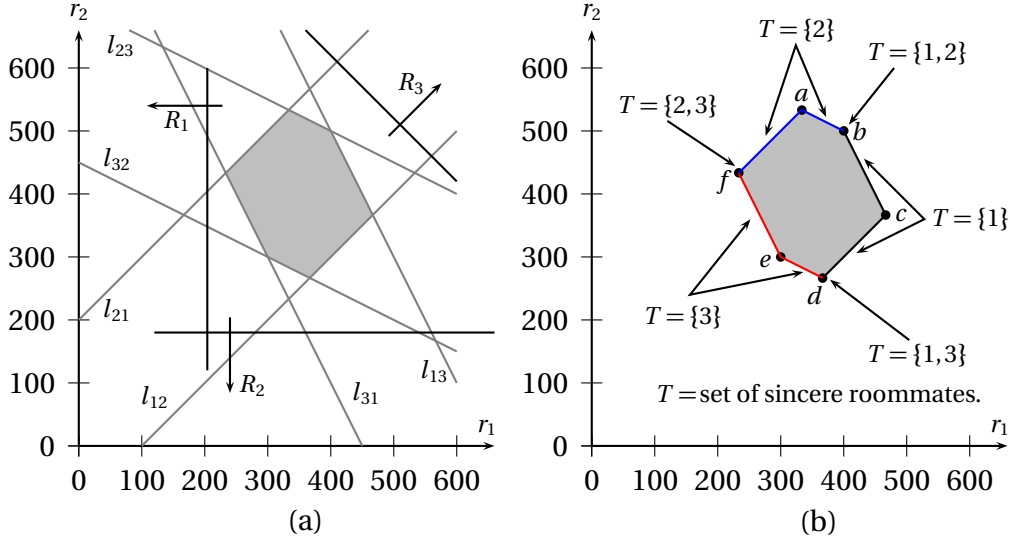 r2
600
500
400
300
200
100
0
0 100 200 300 400 500 600
r1
l23
l32
l21
l12
l31
l13
R1
R2
R3
(a)
r2
600
500
400
300
200
100
0
0 100 200 300 400 500 600
r1
T = {2}
T = {1,2}
T = {2,3}
a
b
f
c
T = {1}
e
d
T = {3}
T = {1,3}
T = set of sincere roommates.
(b)